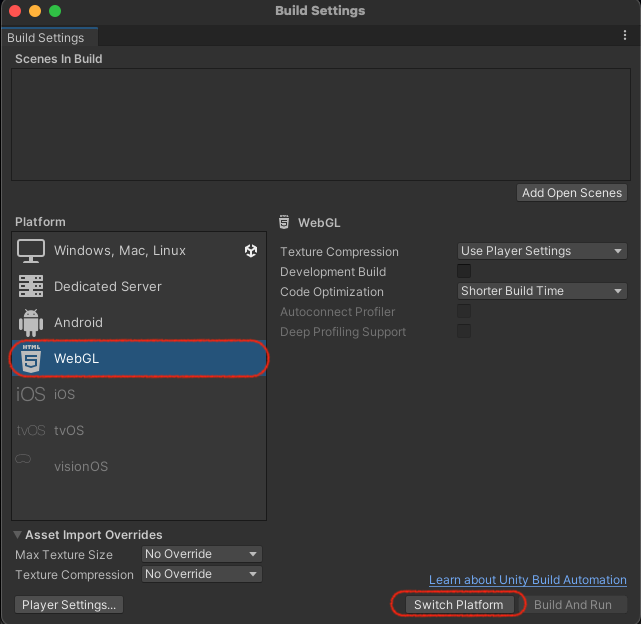 Build Settings
Build Settings
Scenes In Build
Add Open Scenes
Platform
Windows, Mac, Linux
Dedicated Server
Android
HTML
5
WebGL
iOS
iOS
tvOS
tvOS
visionOS
WebGL
Texture Compression
Use Player Settings
Development Build
Code Optimization
Shorter Build Time
Autoconnect Profiler
Deep Profiling Support
Asset Import Overrides
Max Texture Size
No Override
Texture Compression
No Override
Learn about Unity Build Automation
Player Settings...
Switch Platform
Build And Run